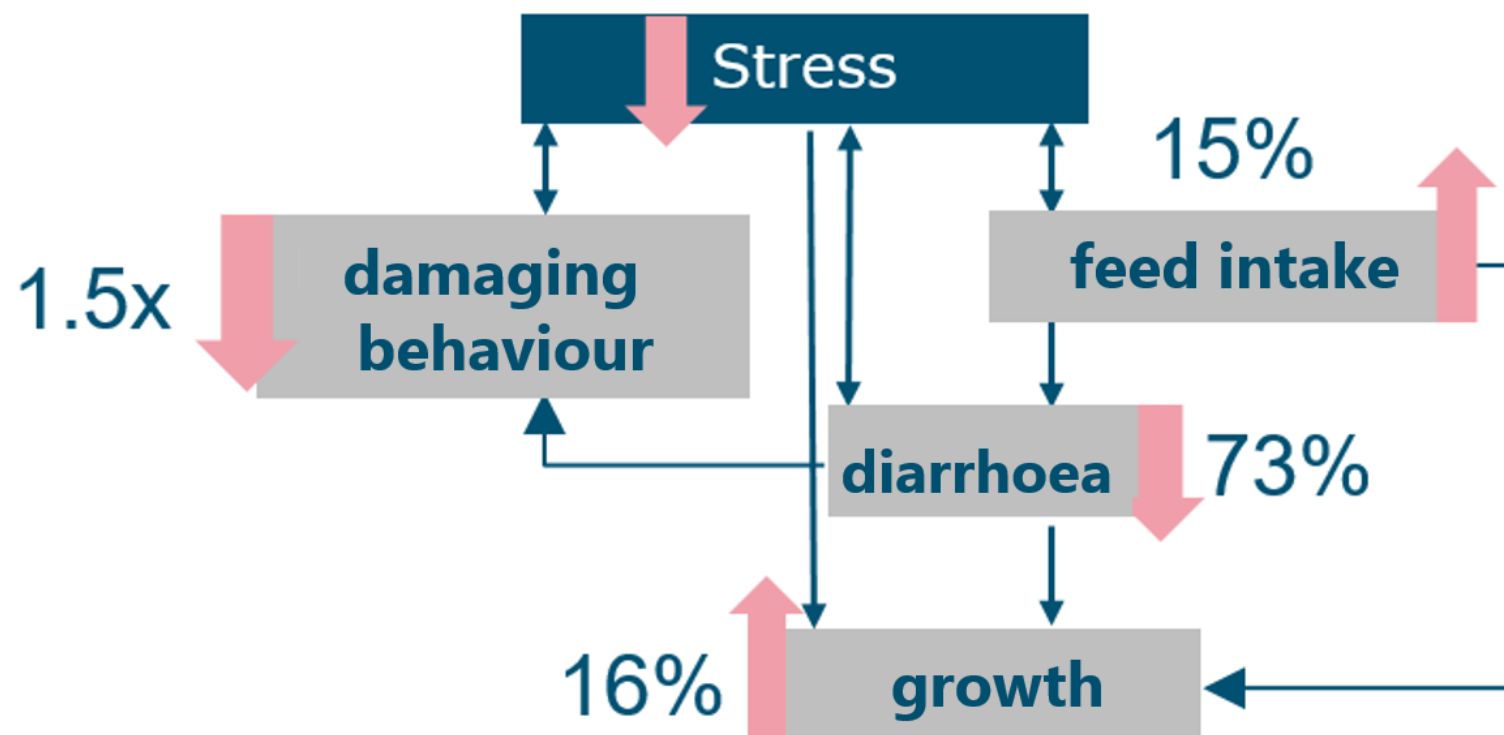 Stress
15%
feed intake
1.5x
damaging
behaviour
diarrhoea
73%
16%
growth